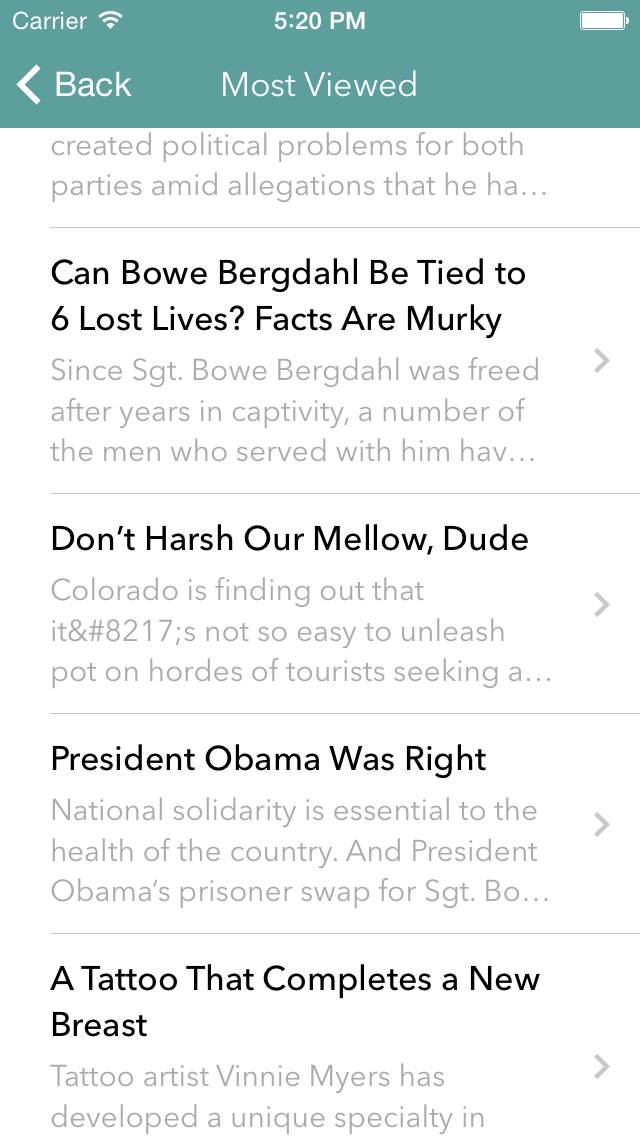 Carrier 5:20 PM
Back Most Viewed
created political problems for both
parties amid allegations that he ha…
Can Bowe Bergdahl Be Tied to
6 Lost Lives? Facts Are Murky
Since Sgt. Bowe Bergdahl was freed
after years in captivity, a number of
the men who served with him hav…
Don’t Harsh Our Mellow, Dude
Colorado is finding out that
it&#8217;s not so easy to unleash
pot on hordes of tourists seeking a…
President Obama Was Right
National solidarity is essential to the
health of the country. And President
Obama’s prisoner swap for Sgt. Bo…
A Tattoo That Completes a New
Breast
Tattoo artist Vinnie Myers has
developed a unique specialty in